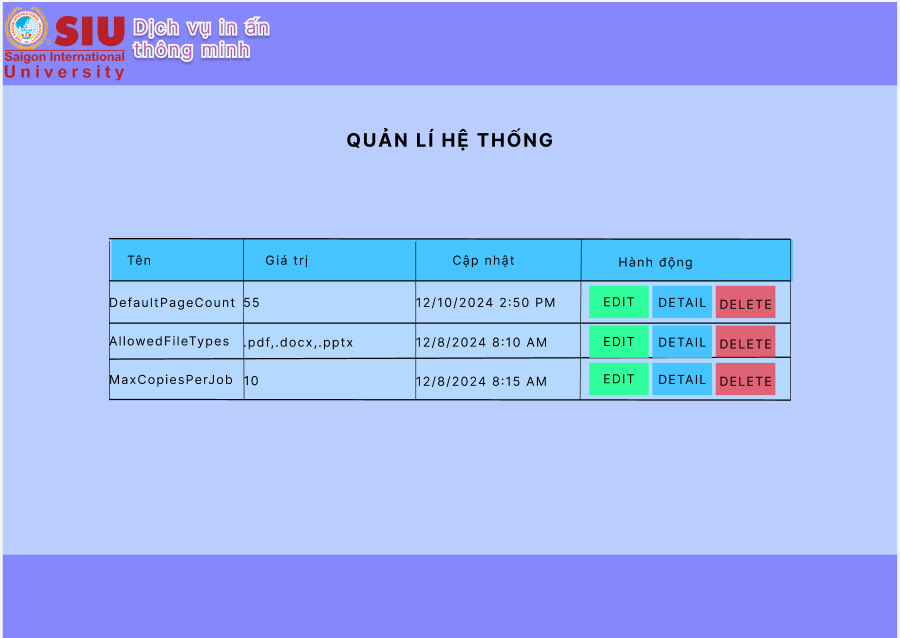 SIU
Saigon International
University
Dịch vụ in ấn
thông minh
QUẢN LÍ HỆ THỐNG
Tên Giá trị Cập nhật Hành động
DefaultPageCount 55 12/10/2024 2:50 PM EDIT DETAIL DELETE
AllowedFileTypes .pdf,.docx,.pptx 12/8/2024 8:10 AM EDIT DETAIL DELETE
MaxCopiesPerJob 10 12/8/2024 8:15 AM EDIT DETAIL DELETE